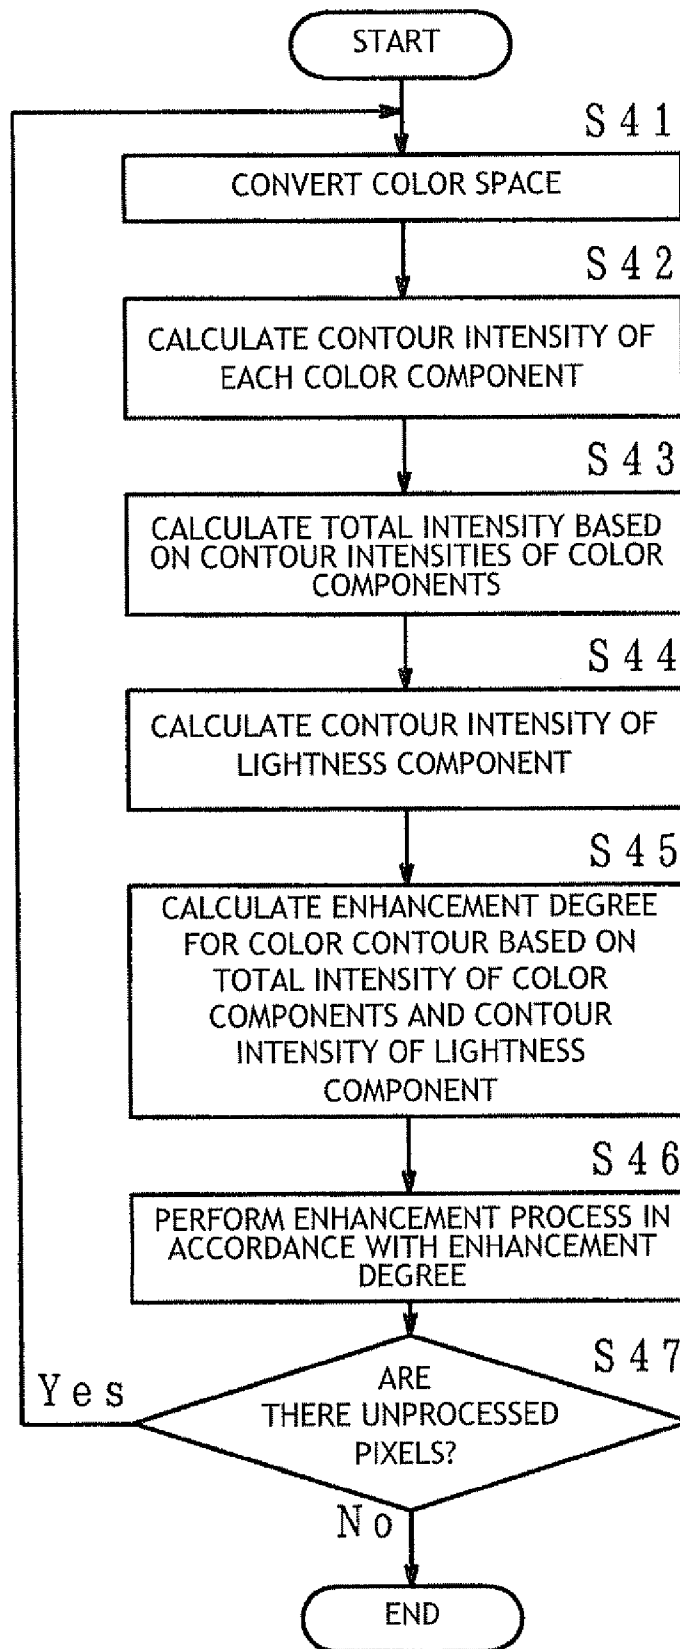 START
S41
CONVERT COLOR SPACE
S42
CALCULATE CONTOUR INTENSITY OF
EACH COLOR COMPONENT
S43
CALCULATE TOTAL INTENSITY BASED
ON CONTOUR INTENSITIES OF COLOR
COMPONENTS
S44
CALCULATE CONTOUR INTENSITY OF
LIGHTNESS COMPONENT
S45
CALCULATE ENHANCEMENT DEGREE
FOR COLOR CONTOUR BASED ON
TOTAL INTENSITY OF COLOR
COMPONENTS AND CONTOUR
INTENSITY OF LIGHTNESS
COMPONENT
S46
PERFORM ENHANCEMENT PROCESS IN
ACCORDANCE WITH ENHANCEMENT
DEGREE
S47
Yes
ARE
THERE UNPROCESSED
PIXELS?
No
END